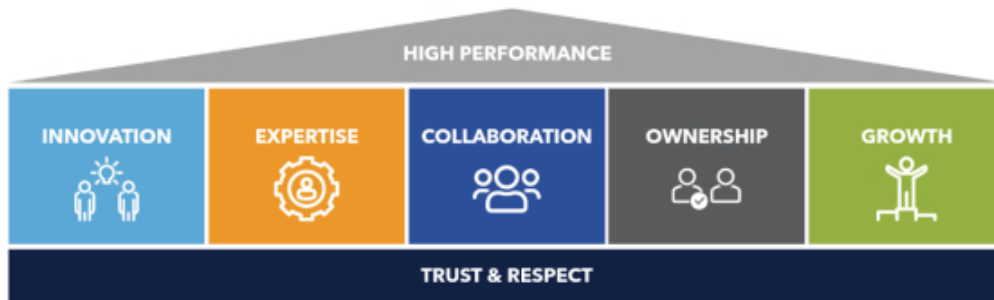 HIGH PERFORMANCE
INNOVATION
EXPERTISE
COLLABORATION
OWNERSHIP
GROWTH
TRUST & RESPECT